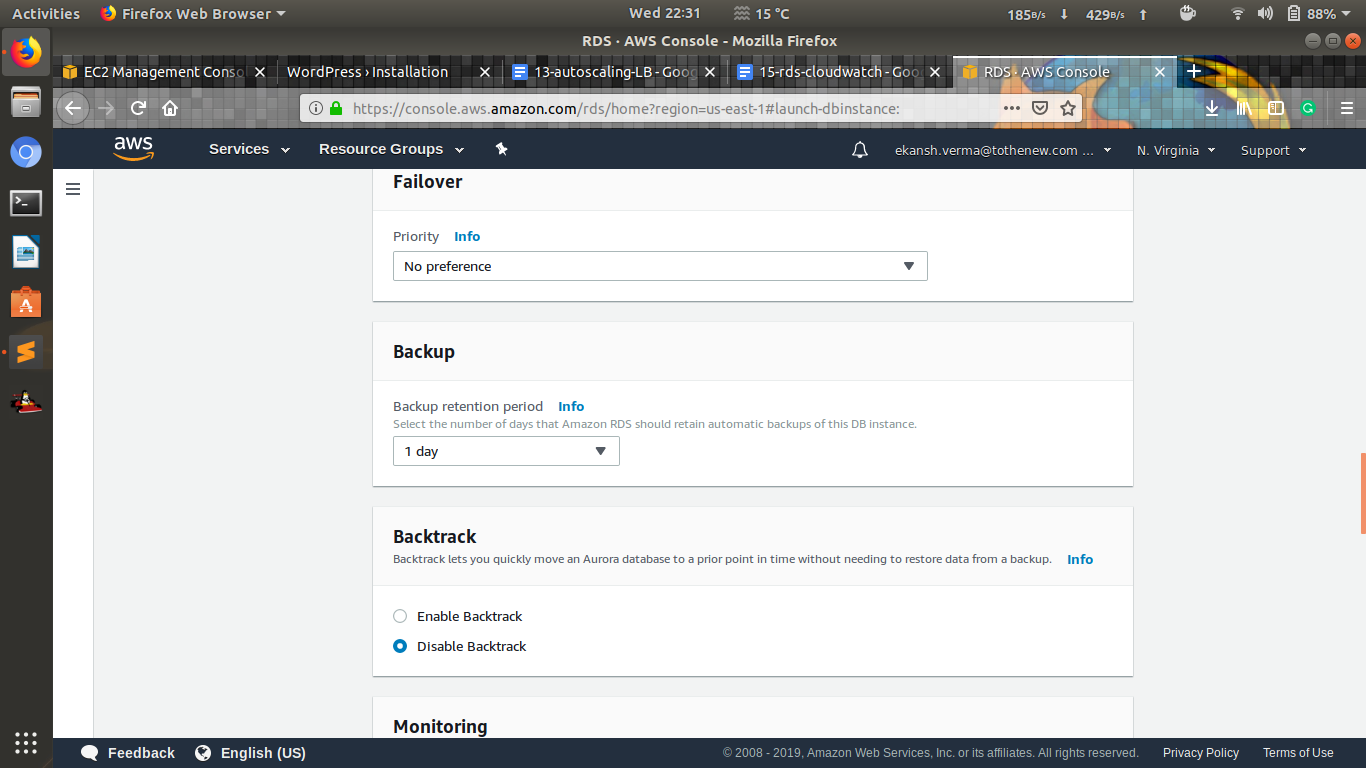 Activities Firefox Web Browser Wed 22:31 15 °C 185B/s 429B/s 88%
RDS · AWS Console - Mozilla Firefox
EC2 Management Conso WordPress › Installation 13-autoscaling-LB - Goog 15-rds-cloudwatch - Goo RDS · AWS Console
https://console.aws.amazon.com/rds/home?region=us-east-1#launch-dbinstance:
aws Services Resource Groups ekansh.verma@tothenew.com ... N. Virginia Support
Failover
Priority Info
No preference
Backup
Backup retention period Info
Select the number of days that Amazon RDS should retain automatic backups of this DB instance.
1 day
Backtrack
Backtrack lets you quickly move an Aurora database to a prior point in time without needing to restore data from a backup. Info
Enable Backtrack
Disable Backtrack
Monitoring
Feedback English (US) © 2008 - 2019, Amazon Web Services, Inc. or its affiliates. All rights reserved. Privacy Policy Terms of Use